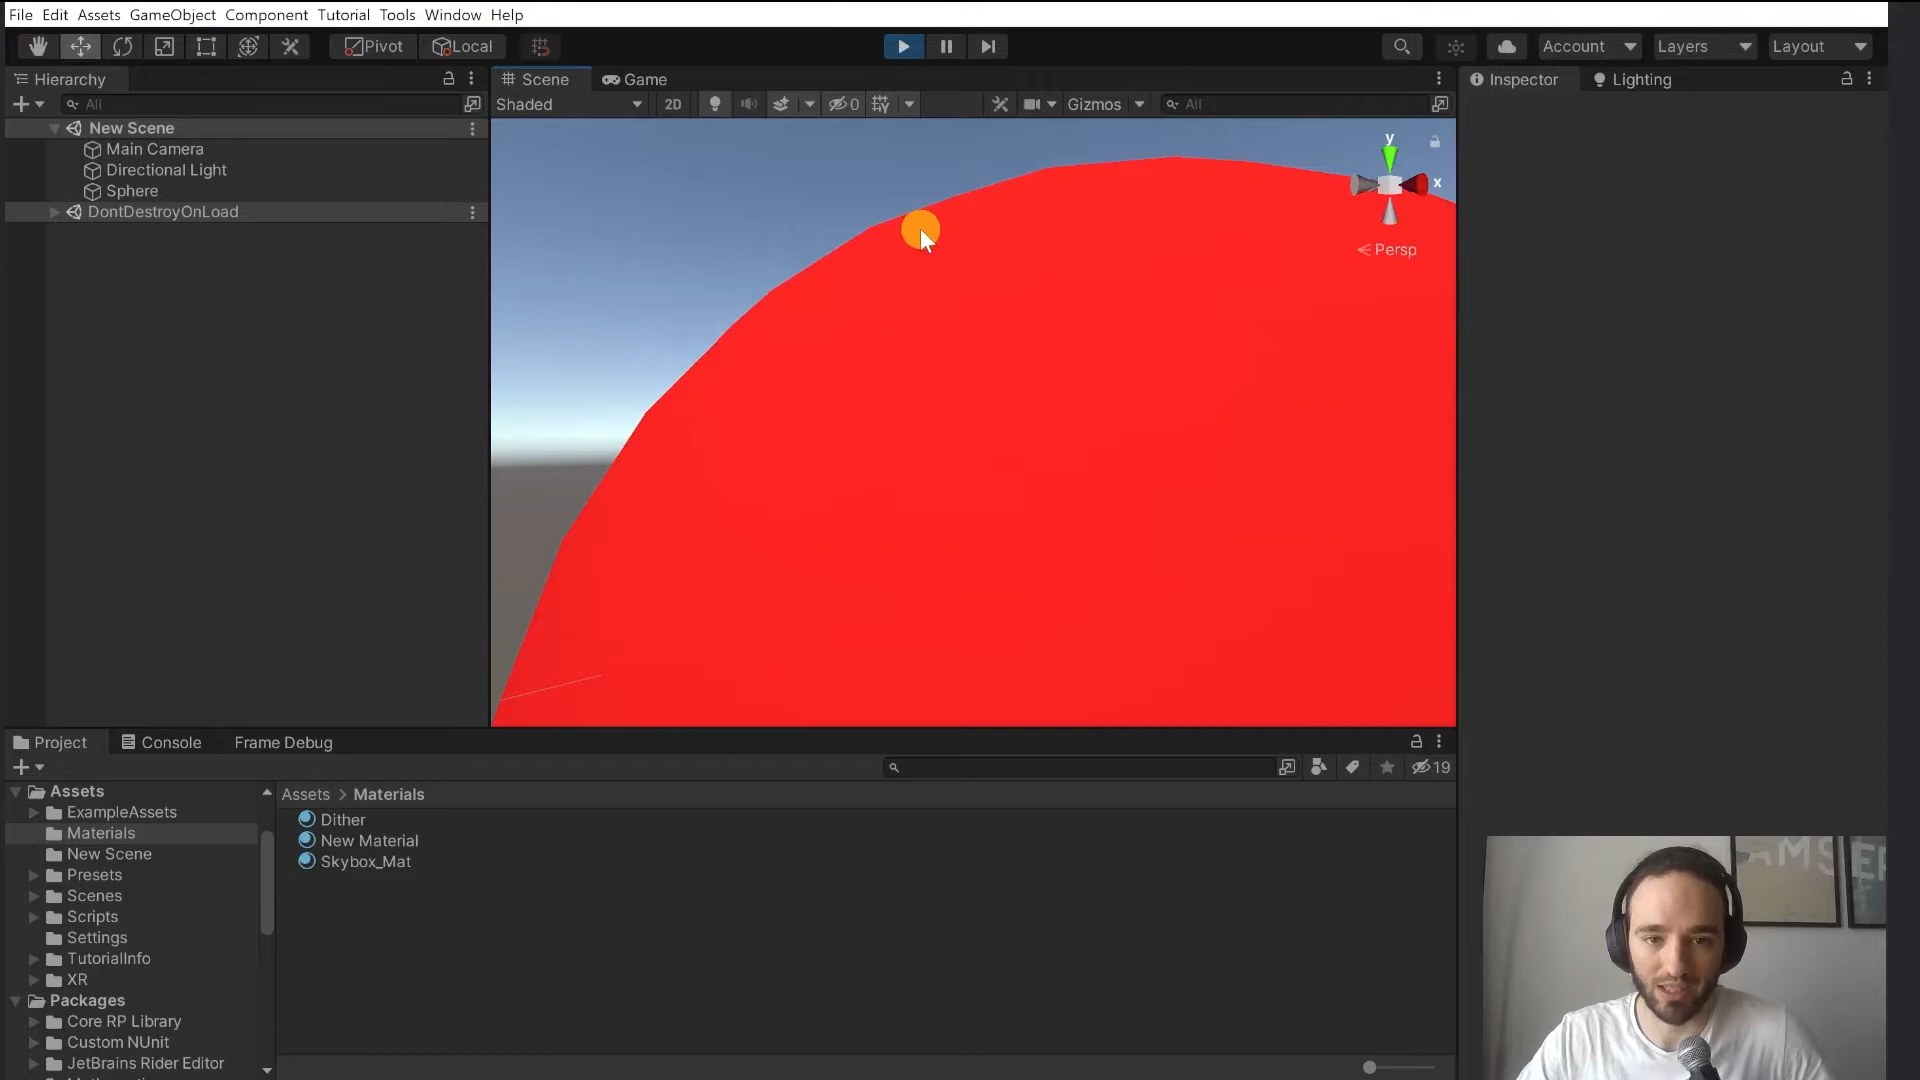 File Edit Assets GameObject Component Tutorial Tools Window Help
Pivot Local Account Layers Layout
Hierarchy Scene Game Inspector Lighting
All Shaded 2D 0 Gizmos All
New Scene
Main Camera
Directional Light
Sphere
DontDestroyOnLoad
y
x
Persp
Project Console Frame Debug
19
Assets
ExampleAssets
Materials
New Scene
Presets
Scenes
Scripts
Settings
TutorialInfo
XR
Packages
Core RP Library
Custom NUnit
JetBrains Rider Editor
Assets > Materials
Dither
New Material
Skybox_Mat